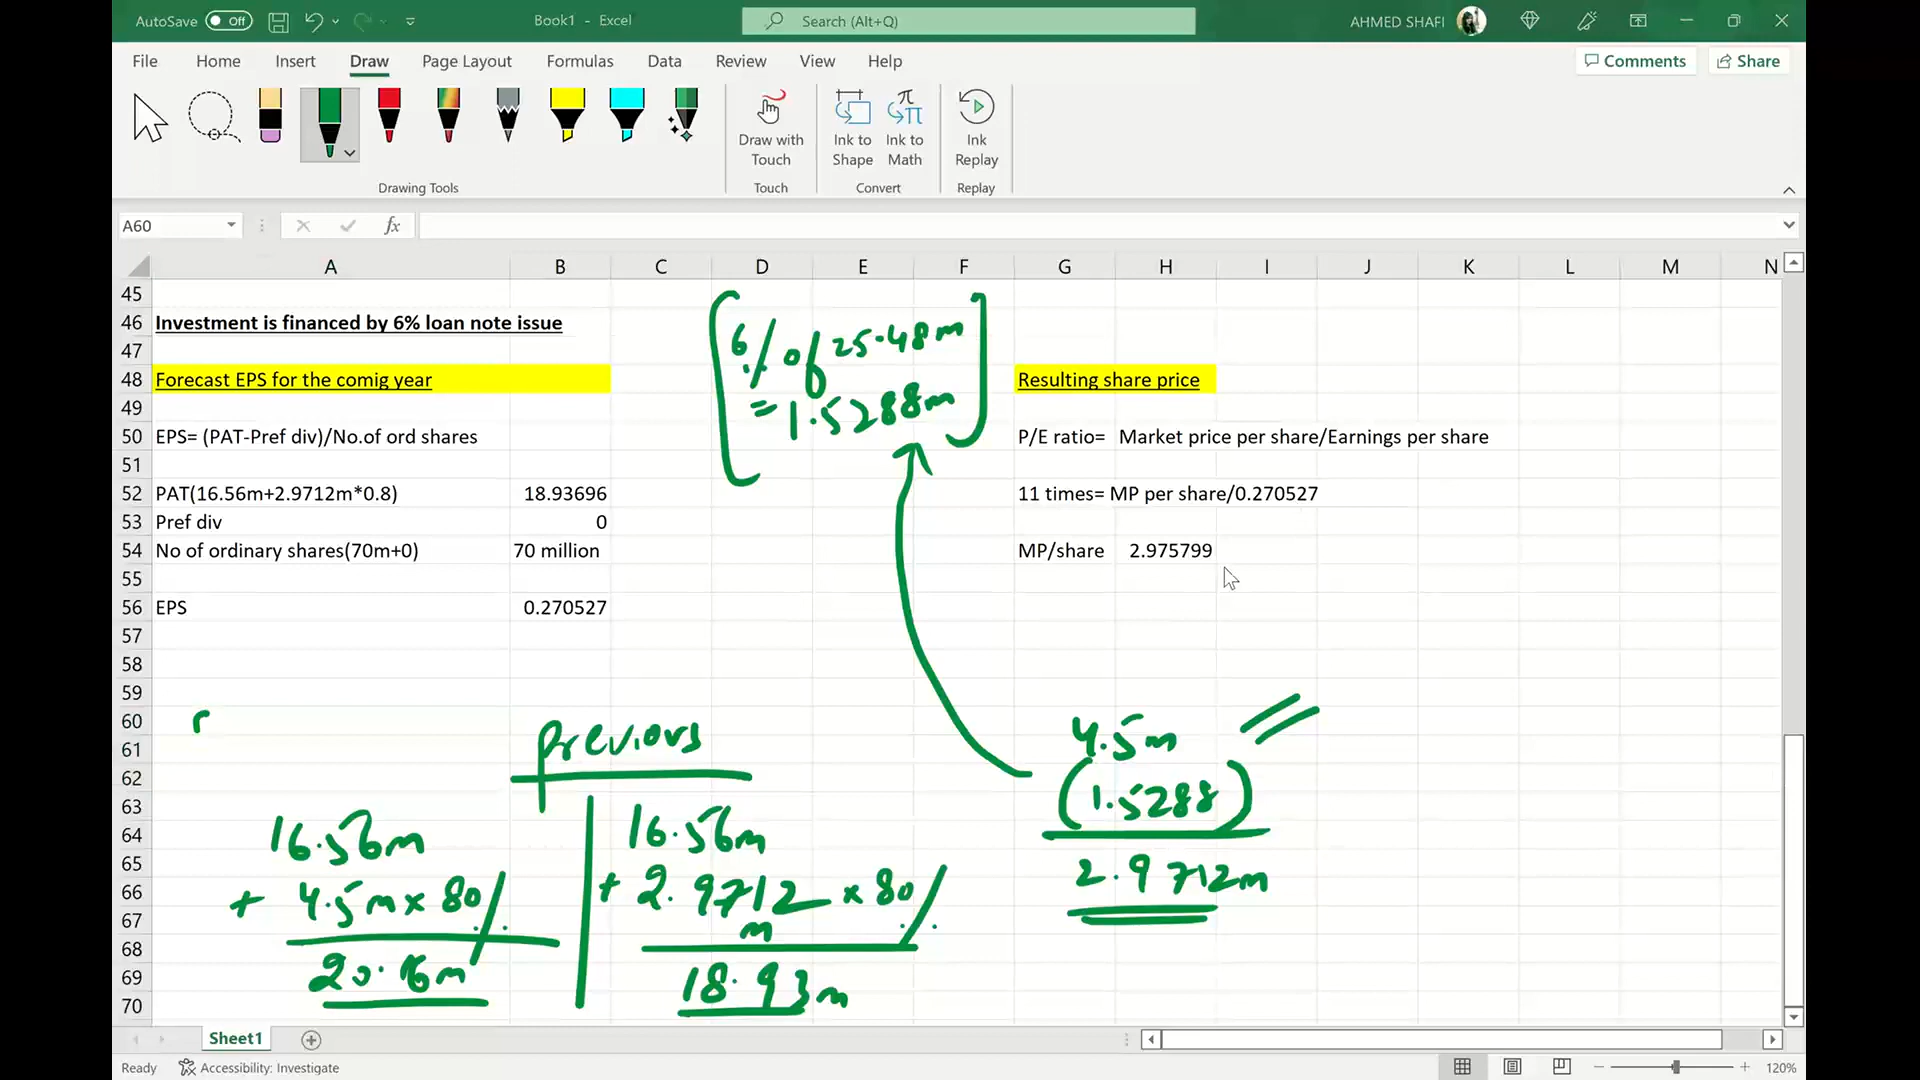 AutoSave Off Book1 - Excel Search (Alt+Q) AHMED SHAFI
File Home Insert Draw Page Layout Formulas Data Review View Help Comments Share
Draw with Touch
Ink to Shape
Ink to Math
Ink Replay
Drawing Tools Touch Convert Replay
A60 fx
A B C D E F G H I J K L M N
45
46 Investment is financed by 6% loan note issue
47
48 Forecast EPS for the comig year Resulting share price
49
50 EPS= (PAT-Pref div)/No.of ord shares P/E ratio= Market price per share/Earnings per share
51
52 PAT(16.56m+2.9712m*0.8) 18.93696 11 times= MP per share/0.270527
53 Pref div 0
54 No of ordinary shares(70m+0) 70 million MP/share 2.975799
55
56 EPS 0.270527
57
58
59
60
61
62
63
64
65
66
67
68
69
70
6% of 25.48m
= 1.5288m
Previous
16.56m
+ 4.5m x 80%
20.16m
16.56m
+ 2.9712m x 80%
18.93m
4.5m
(1.5288)
2.9712m
Sheet1
Ready Accessibility: Investigate 120%